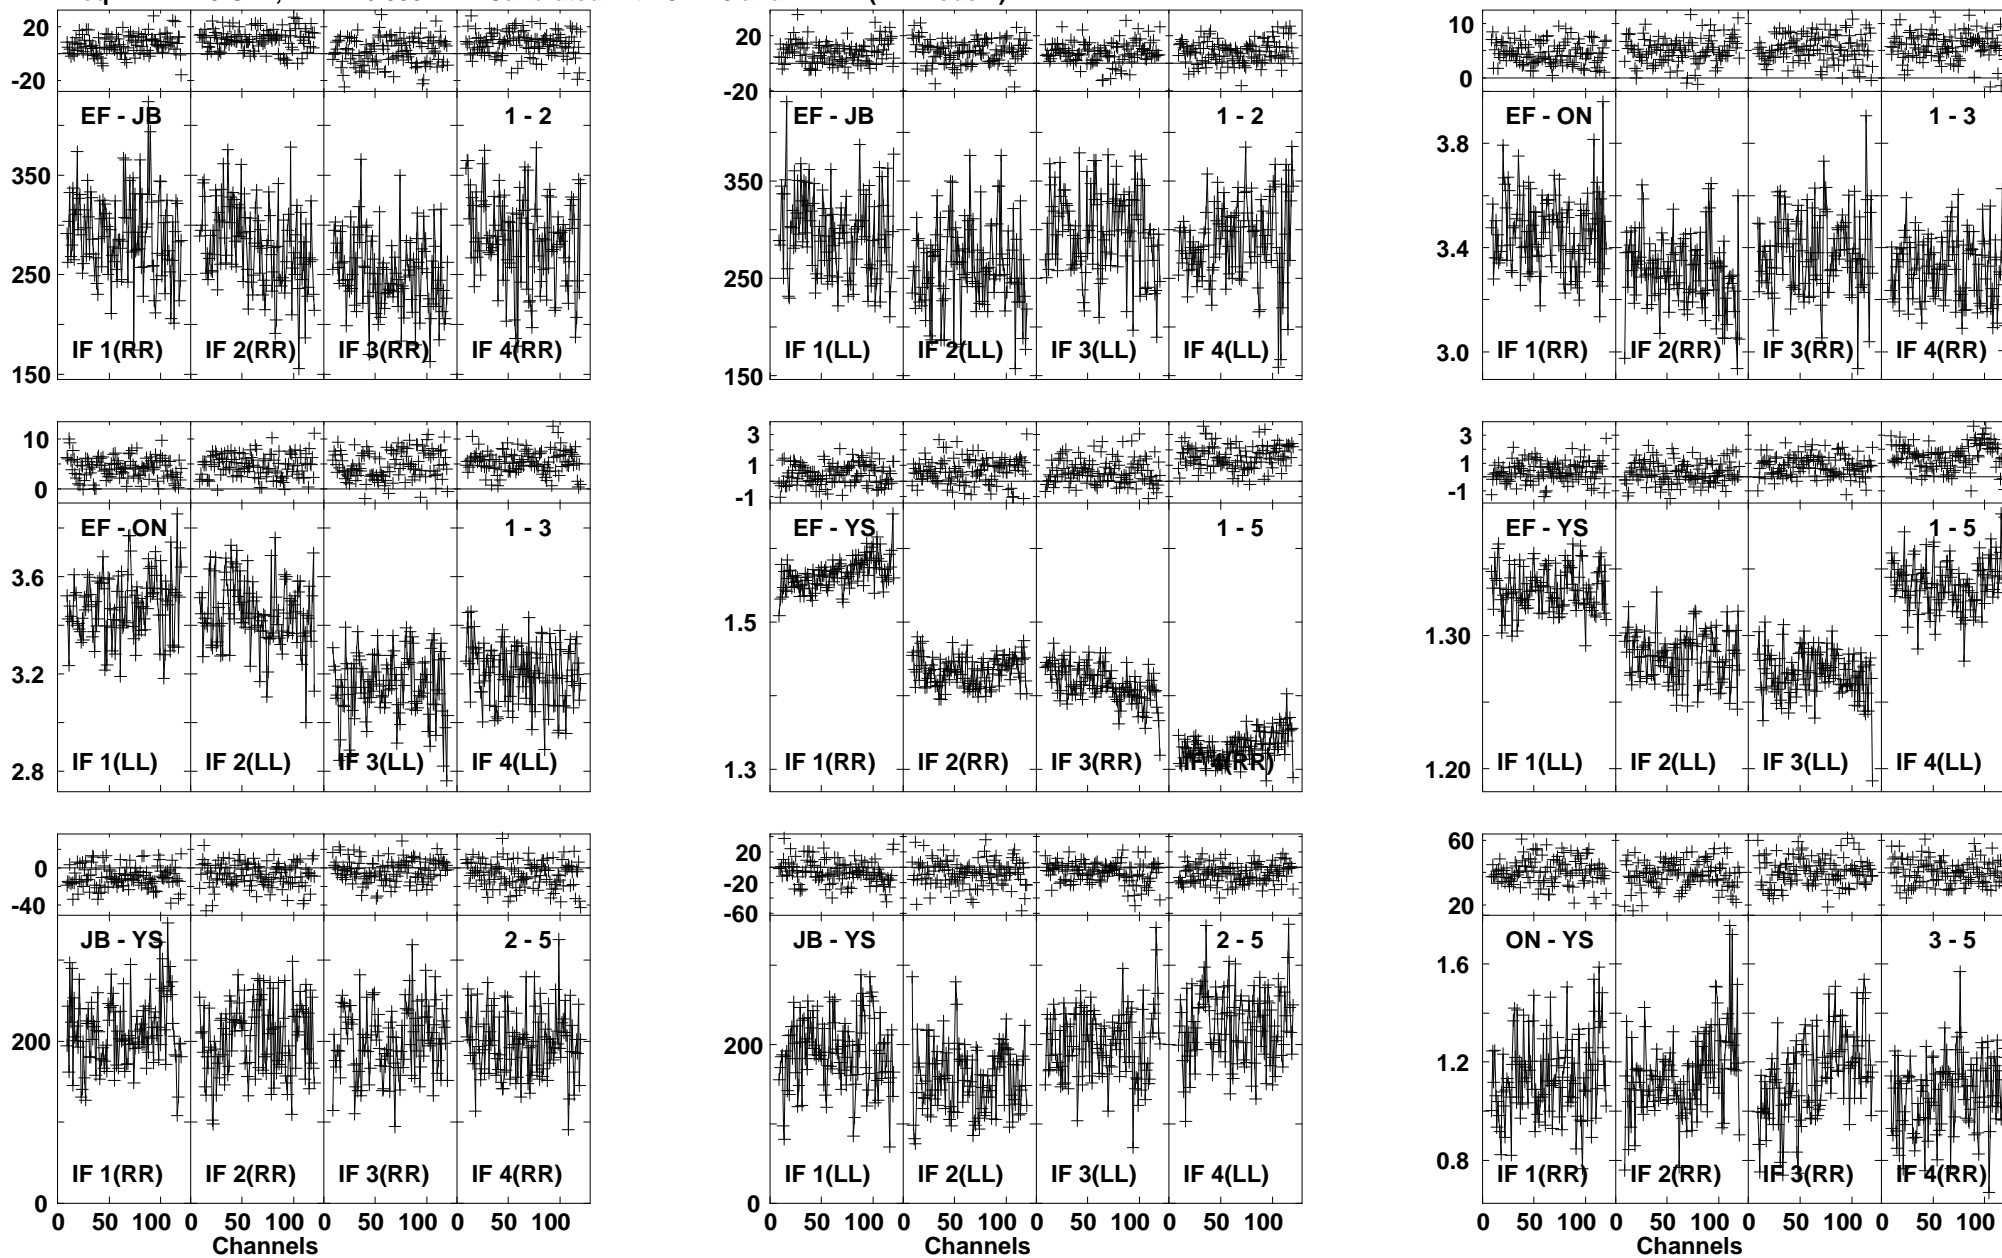 20
-20
EF - JB 1 - 2
350
250
150
IF 1(RR) IF 2(RR) IF 3(RR) IF 4(RR)
20
-20
EF - JB 1 - 2
350
250
150
IF 1(LL) IF 2(LL) IF 3(LL) IF 4(LL)
10
0
EF - ON 1 - 3
3.8
3.4
3.0
IF 1(RR) IF 2(RR) IF 3(RR) IF 4(RR)
10
0
EF - ON 1 - 3
3.6
3.2
2.8
IF 1(LL) IF 2(LL) IF 3(LL) IF 4(LL)
3
1
-1
EF - YS 1 - 5
1.5
1.3
IF 1(RR) IF 2(RR) IF 3(RR) IF 4(RR)
3
1
-1
EF - YS 1 - 5
1.30
1.20
IF 1(LL) IF 2(LL) IF 3(LL) IF 4(LL)
0
-40
JB - YS 2 - 5
200
0
IF 1(RR) IF 2(RR) IF 3(RR) IF 4(RR)
0 50 100 0 50 100 0 50 100 0 50 100
Channels
20
-20
-60
JB - YS 2 - 5
200
0
IF 1(LL) IF 2(LL) IF 3(LL) IF 4(LL)
0 50 100 0 50 100 0 50 100 0 50 100
Channels
60
20
ON - YS 3 - 5
1.6
1.2
0.8
IF 1(RR) IF 2(RR) IF 3(RR) IF 4(RR)
0 50 100 0 50 100 0 50 100 0 50 100
Channels